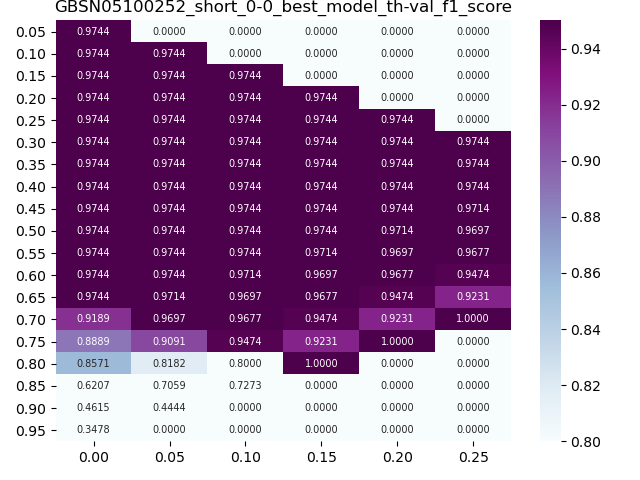 GBSN05100252_short_0-0_best_model_th-val_f1_score
0.05 0.9744 0.0000 0.0000 0.0000 0.0000 0.0000
0.10 0.9744 0.9744 0.0000 0.0000 0.0000 0.0000
0.15 0.9744 0.9744 0.9744 0.0000 0.0000 0.0000
0.20 0.9744 0.9744 0.9744 0.9744 0.0000 0.0000
0.25 0.9744 0.9744 0.9744 0.9744 0.9744 0.0000
0.30 0.9744 0.9744 0.9744 0.9744 0.9744 0.9744
0.35 0.9744 0.9744 0.9744 0.9744 0.9744 0.9744
0.40 0.9744 0.9744 0.9744 0.9744 0.9744 0.9744
0.45 0.9744 0.9744 0.9744 0.9744 0.9744 0.9714
0.50 0.9744 0.9744 0.9744 0.9744 0.9714 0.9697
0.55 0.9744 0.9744 0.9744 0.9714 0.9697 0.9677
0.60 0.9744 0.9744 0.9714 0.9697 0.9677 0.9474
0.65 0.9744 0.9714 0.9697 0.9677 0.9474 0.9231
0.70 0.9189 0.9697 0.9677 0.9474 0.9231 1.0000
0.75 0.8889 0.9091 0.9474 0.9231 1.0000 0.0000
0.80 0.8571 0.8182 0.8000 1.0000 0.0000 0.0000
0.85 0.6207 0.7059 0.7273 0.0000 0.0000 0.0000
0.90 0.4615 0.4444 0.0000 0.0000 0.0000 0.0000
0.95 0.3478 0.0000 0.0000 0.0000 0.0000 0.0000
0.00 0.05 0.10 0.15 0.20 0.25
0.94
0.92
0.90
0.88
0.86
0.84
0.82
0.80